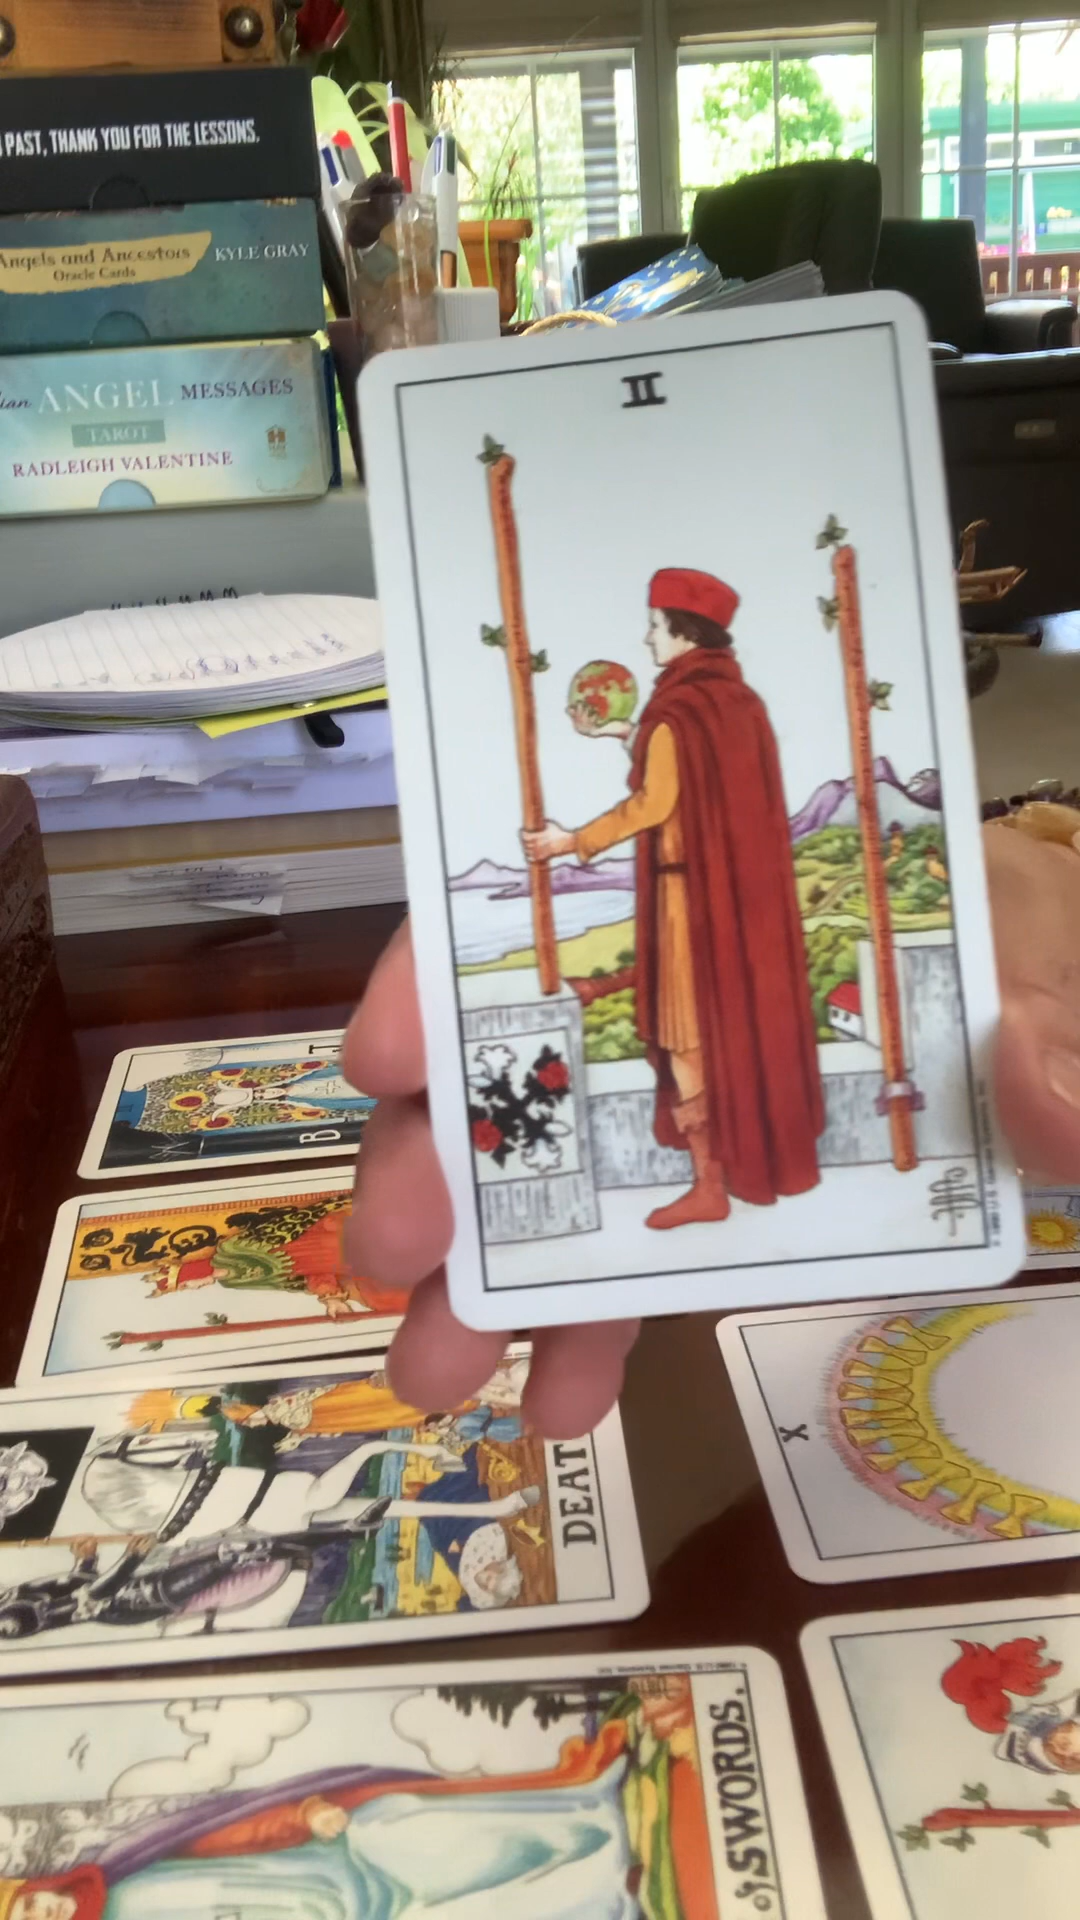 PAST, THANK YOU FOR THE LESSONS.
Angels and Ancestors
Oracle Cards
KYLE GRAY
ANGEL MESSAGES
TAROT
RADLEIGH VALENTINE
II
B
DEAT
X
of SWORDS.